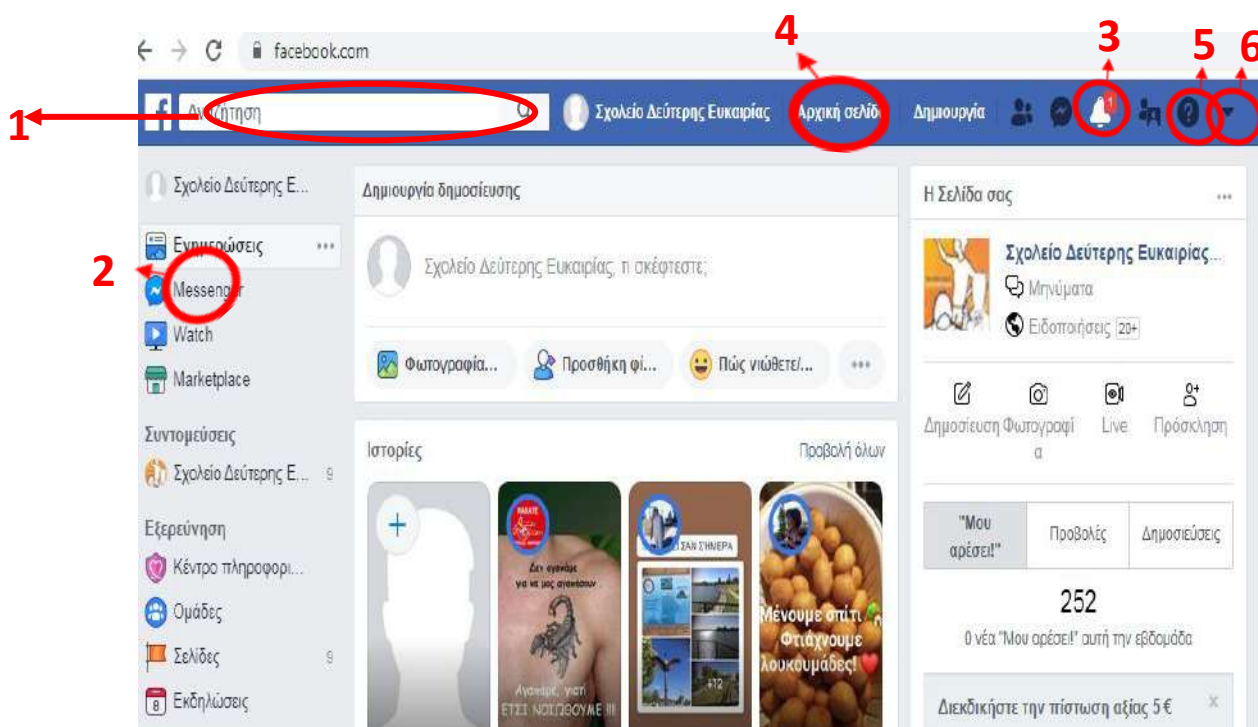 4
3
5
6
facebook.com
1
f
Αναζήτηση
Σχολείο Δεύτερης Ευκαιρίας
Αρχική σελίδ
Δημιουργία
1
Σχολείο Δεύτερης Ε...
Ενημερώσεις
2
Messenger
Watch
Marketplace
Συντομεύσεις
Σχολείο Δεύτερης Ε... 9
Εξερεύνηση
Κέντρο πληροφορι...
Ομάδες
Σελίδες 9
8 Εκδηλώσεις
Δημιουργία δημοσίευσης
Σχολείο Δεύτερης Ευκαιρίας, τι σκέφτεστε;
Φωτογραφία...
Προσθήκη φί...
Πώς νιώθετε/...
Ιστορίες
Προβολή όλων
ΚΑΡΑΤΕ
Δεν αγαπάμε
για να μας αγαπήσουν
Αγαπάμε, γιατί
ΕΤΣΙ ΝΟΙΩΘΟΥΜΕ !!!
ΣΑΝ ΣΉΜΕΡΑ
+12
Μένουμε σπίτι
Φτιάχνουμε
λουκουμάδες!
Η Σελίδα σας
Σχολείο Δεύτερης Ευκαιρίας...
Μηνύματα
Ειδοποιήσεις 20+
Δημοσίευση
Φωτογραφί
α
Live
Πρόσκληση
"Μου
αρέσει!"
Προβολές
Δημοσιεύσεις
252
0 νέα "Μου αρέσει!" αυτή την εβδομάδα
Διεκδικήστε την πίστωση αξίας 5 €